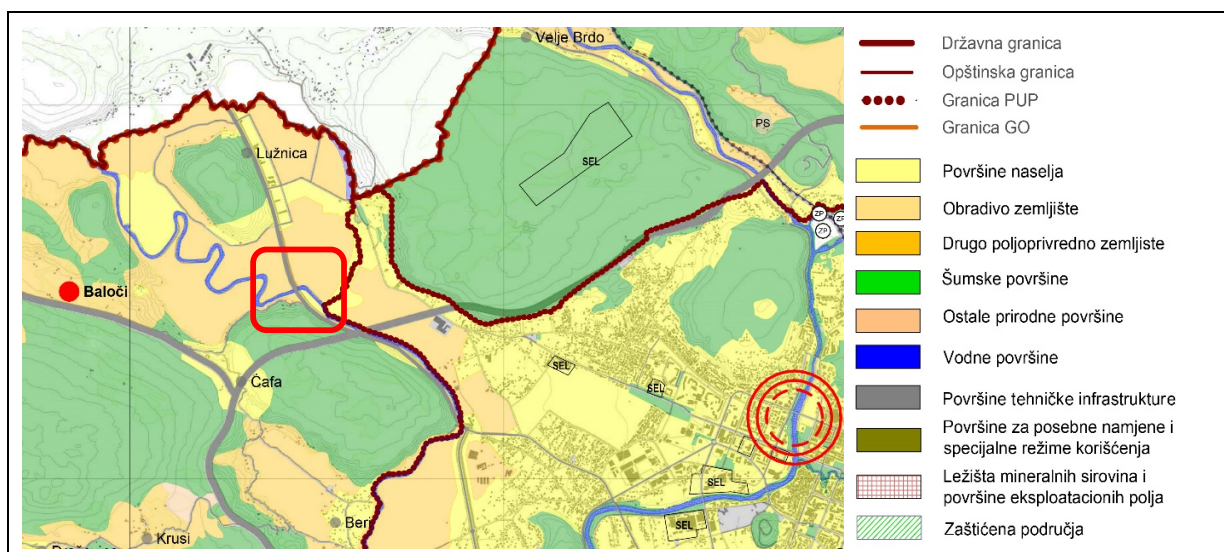 Velje Brdo
PS
Lužnica
SEL
ZP
ZP
ZP
Baloči
Čafa
SEL
SEL
SEL
SEL
Beri
Krusi
Državna granica
Opštinska granica
Granica PUP
Granica GO
Površine naselja
Obradivo zemljište
Drugo poljoprivredno zemljiste
Šumske površine
Ostale prirodne površine
Vodne površine
Površine tehničke infrastrukture
Površine za posebne namjene i
specijalne režime korišćenja
Ležišta mineralnih sirovina i
površine eksploatacionih polja
Zaštićena područja